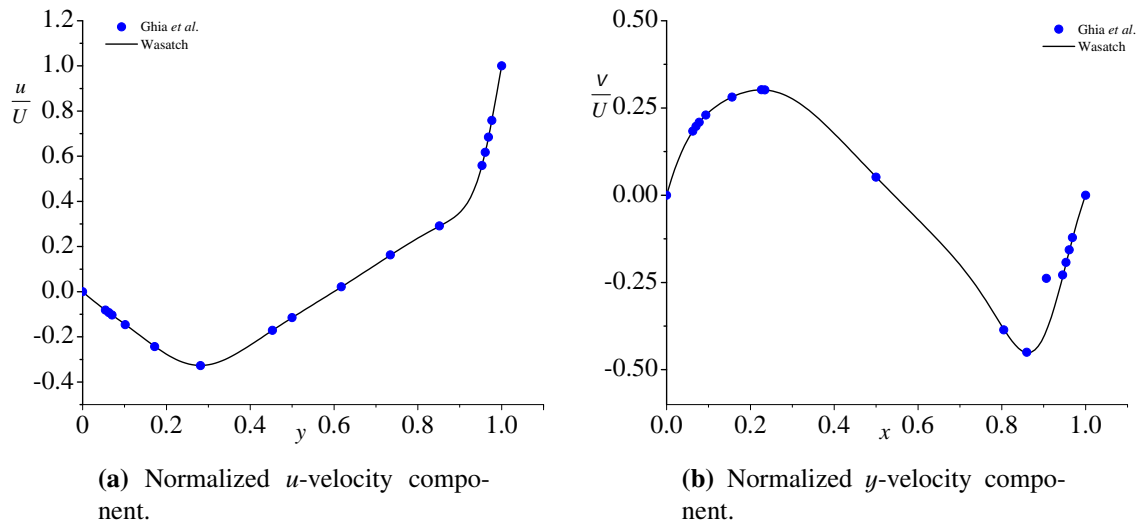 1.2
1.0
0.8
0.6
0.4
0.2
0.0
-0.2
-0.4
u
U
Ghia et al.
Wasatch
0 0.2 0.4 0.6 0.8 1.0
y
(a) Normalized u-velocity compo-
nent.
0.50
0.25
0.00
-0.25
-0.50
v
U
Ghia et al.
Wasatch
0 0.2 0.4 0.6 0.8 1.0
x
(b) Normalized y-velocity compo-
nent.